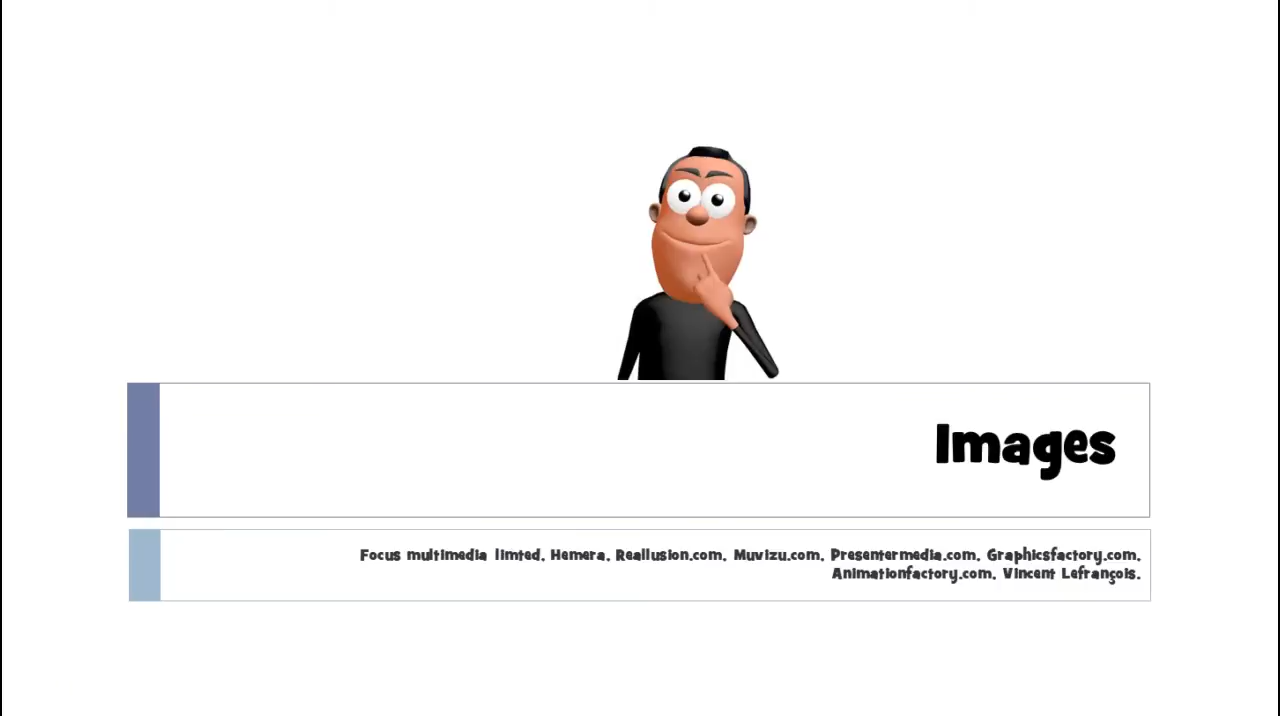 Images
Focus multimedia limted, Hemera, Reallusion.com, Muvizu.com, Presentermedia.com, Graphicsfactory.com,
Animationfactory.com, Vincent Lefrançois.